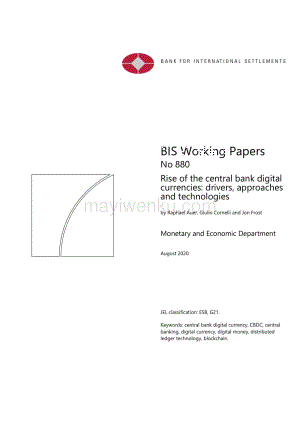 BANK FOR INTERNATIONAL SETTLEMENTS
BIS Working Papers
No 880
Rise of the central bank digital
currencies: drivers, approaches
and technologies
by Raphael Auer, Giulio Cornelli and Jon Frost
Monetary and Economic Department
August 2020
mayiwenku.com
JEL classification: E58, G21.
Keywords: central bank digital currency, CBDC, central
banking, digital currency, digital money, distributed
ledger technology, blockchain.